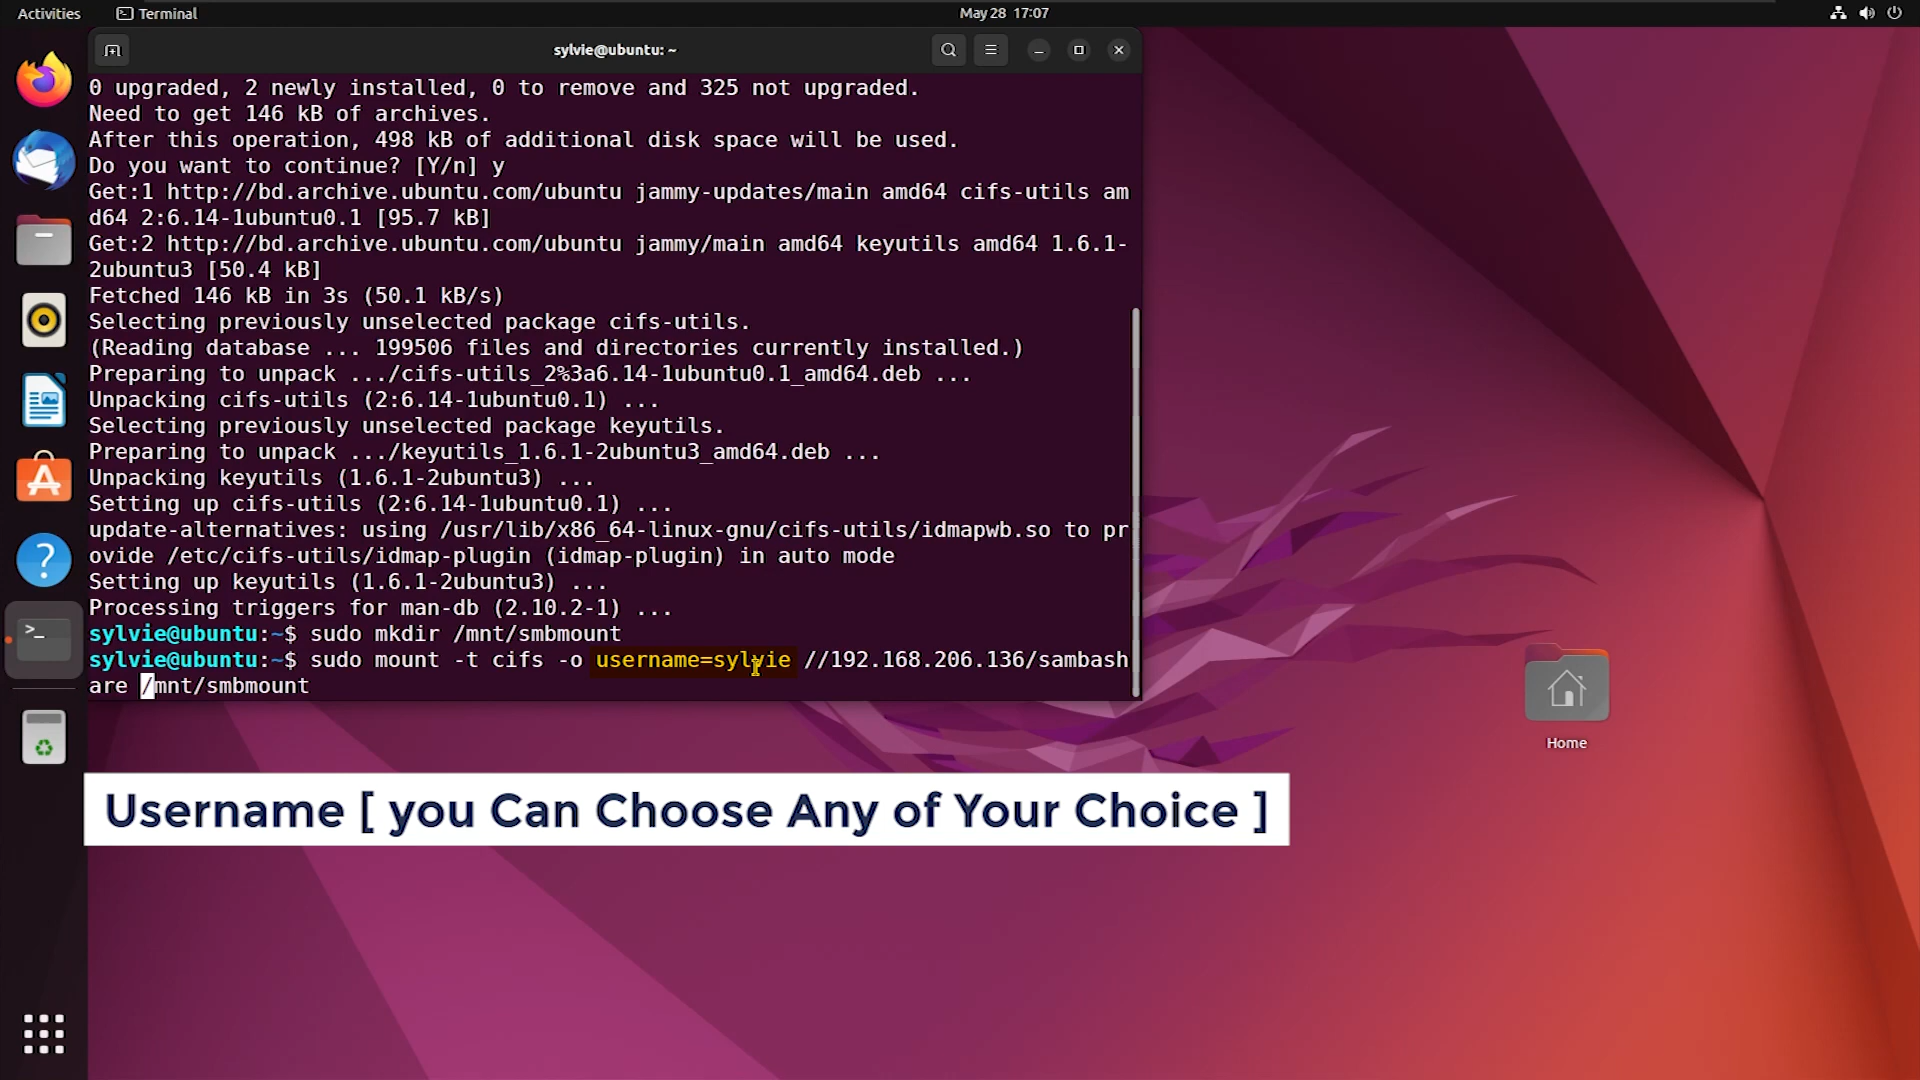 Activities
Terminal
May 28 17:07
sylvie@ubuntu: ~
0 upgraded, 2 newly installed, 0 to remove and 325 not upgraded.
Need to get 146 kB of archives.
After this operation, 498 kB of additional disk space will be used.
Do you want to continue? [Y/n] y
Get:1 http://bd.archive.ubuntu.com/ubuntu jammy-updates/main amd64 cifs-utils am
d64 2:6.14-1ubuntu0.1 [95.7 kB]
Get:2 http://bd.archive.ubuntu.com/ubuntu jammy/main amd64 keyutils amd64 1.6.1-
2ubuntu3 [50.4 kB]
Fetched 146 kB in 3s (50.1 kB/s)
Selecting previously unselected package cifs-utils.
(Reading database ... 199506 files and directories currently installed.)
Preparing to unpack .../cifs-utils_2%3a6.14-1ubuntu0.1_amd64.deb ...
Unpacking cifs-utils (2:6.14-1ubuntu0.1) ...
Selecting previously unselected package keyutils.
Preparing to unpack .../keyutils_1.6.1-2ubuntu3_amd64.deb ...
Unpacking keyutils (1.6.1-2ubuntu3) ...
Setting up cifs-utils (2:6.14-1ubuntu0.1) ...
update-alternatives: using /usr/lib/x86_64-linux-gnu/cifs-utils/idmapwb.so to pr
ovide /etc/cifs-utils/idmap-plugin (idmap-plugin) in auto mode
Setting up keyutils (1.6.1-2ubuntu3) ...
Processing triggers for man-db (2.10.2-1) ...
sylvie@ubuntu:~$ sudo mkdir /mnt/smbmount
sylvie@ubuntu:~$ sudo mount -t cifs -o username=sylvie //192.168.206.136/sambash
are /mnt/smbmount
Home
Username [ you Can Choose Any of Your Choice ]